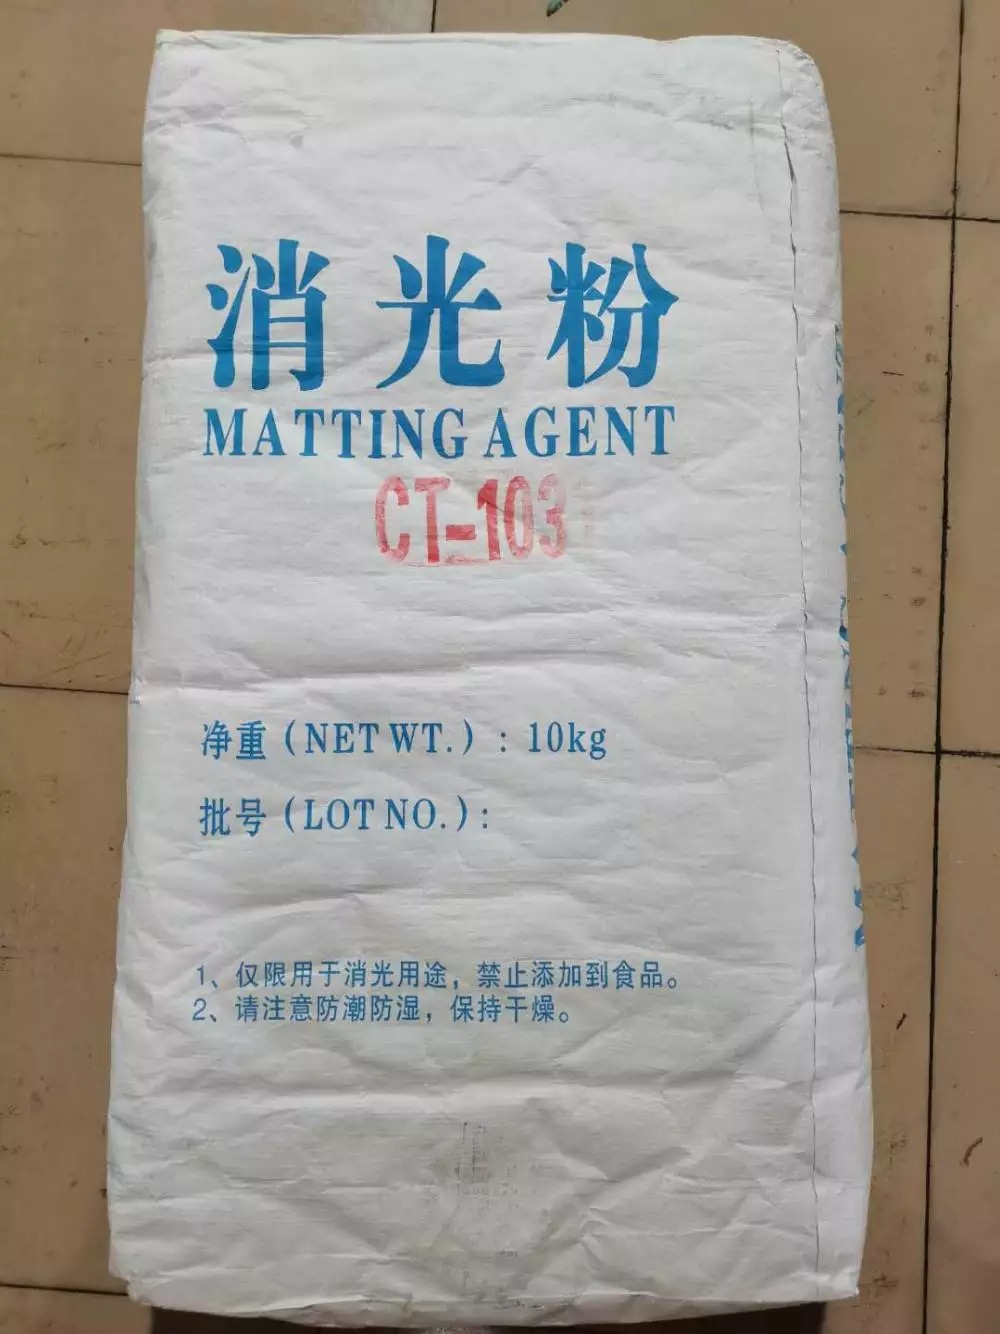 消光粉
MATTING AGENT
CT-103
净重(NET WT.):10kg
批号(LOT NO.):
1、仅限用于消光用途，禁止添加到食品。
2、请注意防潮防湿，保持干燥。